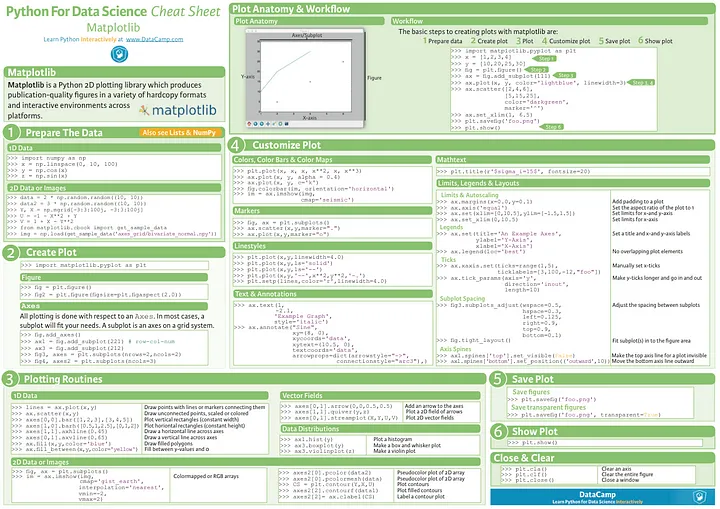 Python For Data Science Cheat Sheet
Matplotlib
Learn Python Interactively at www.DataCamp.com
Matplotlib
Matplotlib is a Python 2D plotting library which produces
publication-quality figures in a variety of hardcopy formats
and interactive environments across
platforms.
matplotlib
1 Prepare The Data
Also see Lists & NumPy
1D Data
>>> import numpy as np
>>> x = np.linspace(0, 10, 100)
>>> y = np.cos(x)
>>> z = np.sin(x)
2D Data or Images
>>> data = 2 * np.random.random((10, 10))
>>> data2 = 3 * np.random.random((10, 10))
>>> Y, X = np.mgrid[-3:3:100j, -3:3:100j]
>>> U = -1 - X**2 + Y
>>> V = 1 + X - Y**2
>>> from matplotlib.cbook import get_sample_data
>>> img = np.load(get_sample_data('axes_grid/bivariate_normal.npy'))
2 Create Plot
>>> import matplotlib.pyplot as plt
Figure
>>> fig = plt.figure()
>>> fig2 = plt.figure(figsize=plt.figaspect(2.0))
Axes
All plotting is done with respect to an Axes. In most cases, a
subplot will fit your needs. A subplot is an axes on a grid system.
>>> fig.add_axes()
>>> ax1 = fig.add_subplot(221) # row-col-num
>>> ax3 = fig.add_subplot(212)
>>> fig3, axes = plt.subplots(nrows=2,ncols=2)
>>> fig4, axes2 = plt.subplots(ncols=3)
Plot Anatomy & Workflow
Plot Anatomy
Axes/Subplot
Y-axis
Figure
X-axis
Workflow
The basic steps to creating plots with matplotlib are:
1 Prepare data 2 Create plot 3 Plot 4 Customize plot 5 Save plot 6 Show plot
>>> import matplotlib.pyplot as plt
>>> x = [1,2,3,4] Step 1
>>> y = [10,20,25,30]
>>> fig = plt.figure() Step 2
>>> ax = fig.add_subplot(111) Step 3
>>> ax.plot(x, y, color='lightblue', linewidth=3) Step 3, 4
>>> ax.scatter([2,4,6],
[5,15,25],
color='darkgreen',
marker='^')
>>> ax.set_xlim(1, 6.5)
>>> plt.savefig('foo.png')
>>> plt.show() Step 6
4 Customize Plot
Colors, Color Bars & Color Maps
>>> plt.plot(x, x, x, x**2, x, x**3)
>>> ax.plot(x, y, alpha = 0.4)
>>> ax.plot(x, y, c='k')
>>> fig.colorbar(im, orientation='horizontal')
>>> im = ax.imshow(img,
cmap='seismic')
Markers
>>> fig, ax = plt.subplots()
>>> ax.scatter(x,y,marker=".")
>>> ax.plot(x,y,marker="o")
Linestyles
>>> plt.plot(x,y,linewidth=4.0)
>>> plt.plot(x,y,ls='solid')
>>> plt.plot(x,y,ls='--')
>>> plt.plot(x,y,'--',x**2,y**2,'-.')
>>> plt.setp(lines,color='r',linewidth=4.0)
Text & Annotations
>>> ax.text(1,
-2.1,
'Example Graph',
style='italic')
>>> ax.annotate("Sine",
xy=(8, 0),
xycoords='data',
xytext=(10.5, 0),
textcoords='data',
arrowprops=dict(arrowstyle="->",
connectionstyle="arc3"),)
Mathtext
>>> plt.title(r'$sigma_i=15$', fontsize=20)
Limits, Legends & Layouts
Limits & Autoscaling
>>> ax.margins(x=0.0,y=0.1) Add padding to a plot
>>> ax.axis('equal') Set the aspect ratio of the plot to 1
>>> ax.set(xlim=[0,10.5],ylim=[-1.5,1.5]) Set limits for x-and y-axis
>>> ax.set_xlim(0,10.5) Set limits for x-axis
Legends
>>> ax.set(title='An Example Axes', Set a title and x-and y-axis labels
ylabel='Y-Axis',
xlabel='X-Axis')
>>> ax.legend(loc='best') No overlapping plot elements
Ticks
>>> ax.xaxis.set(ticks=range(1,5), Manually set x-ticks
ticklabels=[3,100,-12,"foo"])
>>> ax.tick_params(axis='y', Make y-ticks longer and go in and out
direction='inout',
length=10)
Subplot Spacing
>>> fig3.subplots_adjust(wspace=0.5, Adjust the spacing between subplots
hspace=0.3,
left=0.125,
right=0.9,
top=0.9,
bottom=0.1)
>>> fig.tight_layout() Fit subplot(s) in to the figure area
Axis Spines
>>> ax1.spines['top'].set_visible(False) Make the top axis line for a plot invisible
>>> ax1.spines['bottom'].set_position(('outward',10)) Move the bottom axis line outward
3 Plotting Routines
1D Data
>>> lines = ax.plot(x,y) Draw points with lines or markers connecting them
>>> ax.scatter(x,y) Draw unconnected points, scaled or colored
>>> axes[0,0].bar([1,2,3],[3,4,5]) Plot vertical rectangles (constant width)
>>> axes[1,0].barh([0.5,1,2.5],[0,1,2]) Plot horizontal rectangles (constant height)
>>> axes[1,1].axhline(0.45) Draw a horizontal line across axes
>>> axes[0,1].axvline(0.65) Draw a vertical line across axes
>>> ax.fill(x,y,color='blue') Draw filled polygons
>>> ax.fill_between(x,y,color='yellow') Fill between y-values and 0
2D Data or Images
>>> fig, ax = plt.subplots()
>>> im = ax.imshow(img, Colormapped or RGB arrays
cmap='gist_earth',
interpolation='nearest',
vmin=-2,
vmax=2)
Vector Fields
>>> axes[0,1].arrow(0,0,0.5,0.5) Add an arrow to the axes
>>> axes[1,1].quiver(y,z) Plot a 2D field of arrows
>>> axes[0,1].streamplot(X,Y,U,V) Plot 2D vector fields
Data Distributions
>>> ax1.hist(y) Plot a histogram
>>> ax3.boxplot(y) Make a box and whisker plot
>>> ax3.violinplot(z) Make a violin plot
>>> axes2[0].pcolor(data2) Pseudocolor plot of 2D array
>>> axes2[0].pcolormesh(data) Pseudocolor plot of 2D array
>>> CS = plt.contour(Y,X,U) Plot contours
>>> axes2[2].contourf(data1) Plot filled contours
>>> axes2[2]= ax.clabel(CS) Label a contour plot
5 Save Plot
Save figures
>>> plt.savefig('foo.png')
Save transparent figures
>>> plt.savefig('foo.png', transparent=True)
6 Show Plot
>>> plt.show()
Close & Clear
>>> plt.cla() Clear an axis
>>> plt.clf() Clear the entire figure
>>> plt.close() Close a window
DataCamp
Learn Python for Data Science Interactively